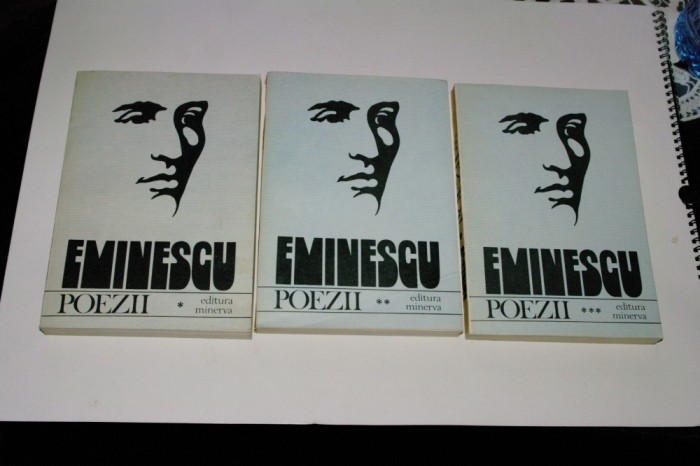 EMINESCU
POEZII * editura
minerva
EMINESCU
POEZII ** editura
minerva
EMINESCU
POEZII *** editura
minerva